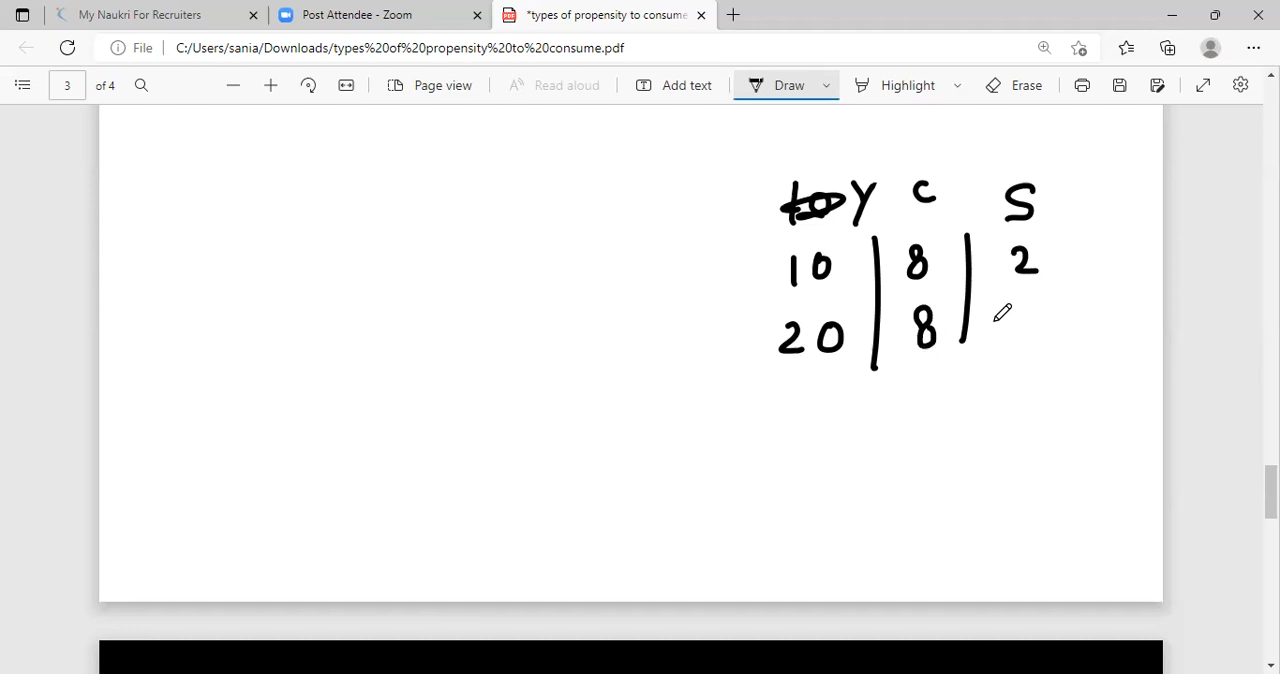 My Naukri For Recruiters
Post Attendee - Zoom
*types of propensity to consume
File
C:/Users/sania/Downloads/types%20of%20propensity%20to%20consume.pdf
3 of 4
Page view
Read aloud
Add text
Draw
Highlight
Erase
Y C S
10 8 2
20 8